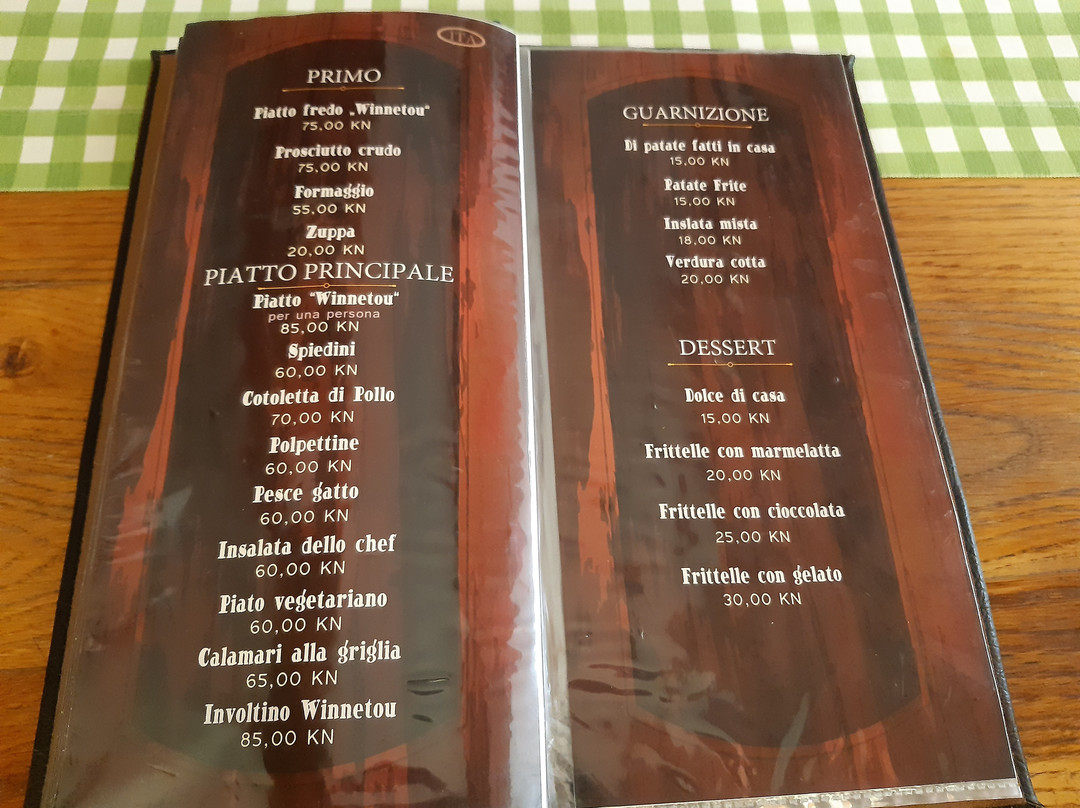 ITA
PRIMO
Piatto fredo „Winnetou“
75,00 KN
Prosciutto crudo
75,00 KN
Formaggio
55,00 KN
Zuppa
20,00 KN
PIATTO PRINCIPALE
Piatto "Winnetou"
per una persona
85,00 KN
Spiedini
60,00 KN
Cotoletta di Pollo
70,00 KN
Polpettine
60,00 KN
Pesce gatto
60,00 KN
Insalata dello chef
60,00 KN
Piato vegetariano
60,00 KN
Calamari alla griglia
65,00 KN
Involtino Winnetou
85,00 KN
GUARNIZIONE
Di patate fatti in casa
15,00 KN
Patate Frite
15,00 KN
Inslata mista
18,00 KN
Verdura cotta
20,00 KN
DESSERT
Dolce di casa
15,00 KN
Frittelle con marmelatta
20,00 KN
Frittelle con cioccolata
25,00 KN
Frittelle con gelato
30,00 KN